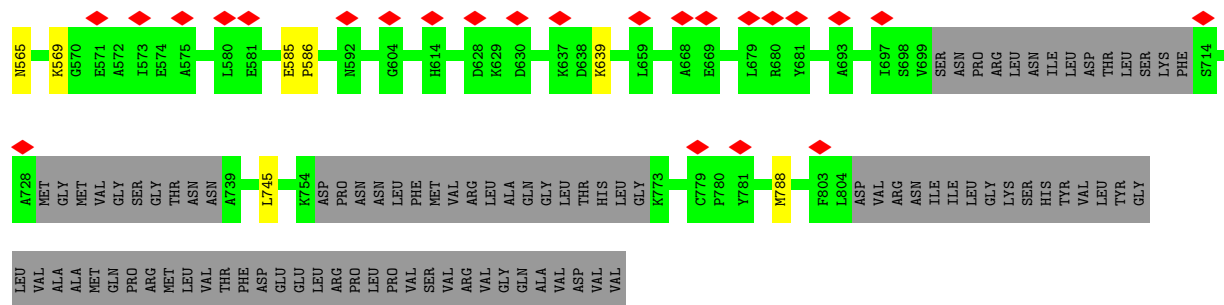 N565 K569 G570 E571 A572 I573 E574 A575 L580 E581 E585 P586 N592 G604 H614 D628 K629 D630 K637 D638 K639 L659 A668 E669 L679 R680 Y681 A693 I697 S698 V699 SER ASN PRO ARG LEU ASN ILE LEU ASP THR LEU SER LYS PHE S714
A728 MET GLY MET VAL GLY SER GLY THR ASN ASN A739 L745 K754 ASP PRO ASN ASN LEU PHE MET VAL ARG LEU ALA GLN GLY LEU THR HIS LEU GLY K773 C779 P780 Y781 M788 F803 L804 ASP VAL ARG ASN ILE ILE LEU GLY LYS SER HIS TYR VAL LEU TYR GLY
LEU VAL ALA ALA MET GLN PRO ARG MET LEU VAL THR PHE ASP GLU GLU LEU ARG PRO LEU PRO VAL SER VAL ARG VAL GLY GLN ALA VAL ASP VAL VAL